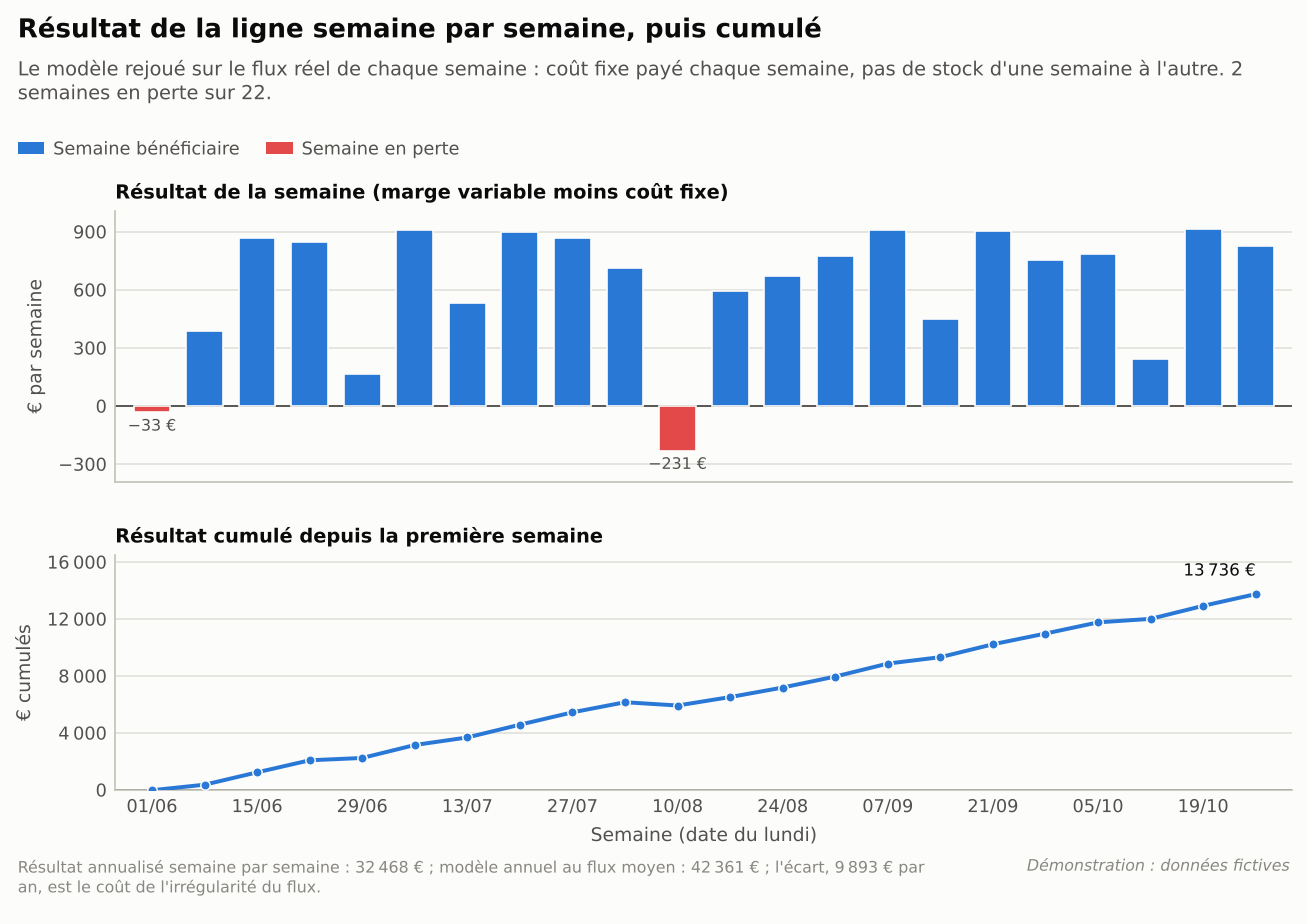 Résultat de la ligne semaine par semaine, puis cumulé
Le modèle rejoué sur le flux réel de chaque semaine : coût fixe payé chaque semaine, pas de stock d'une semaine à l'autre. 2
semaines en perte sur 22.
Semaine bénéficiaire
Semaine en perte
Résultat de la semaine (marge variable moins coût fixe)
€ par semaine
900
600
300
0
−300
−33 €
−231 €
Résultat cumulé depuis la première semaine
€ cumulés
16 000
12 000
8 000
4 000
0
13 736 €
01/06 15/06 29/06 13/07 27/07 10/08 24/08 07/09 21/09 05/10 19/10
Semaine (date du lundi)
Résultat annualisé semaine par semaine : 32 468 € ; modèle annuel au flux moyen : 42 361 € ; l'écart, 9 893 € par
an, est le coût de l'irrégularité du flux.
Démonstration : données fictives